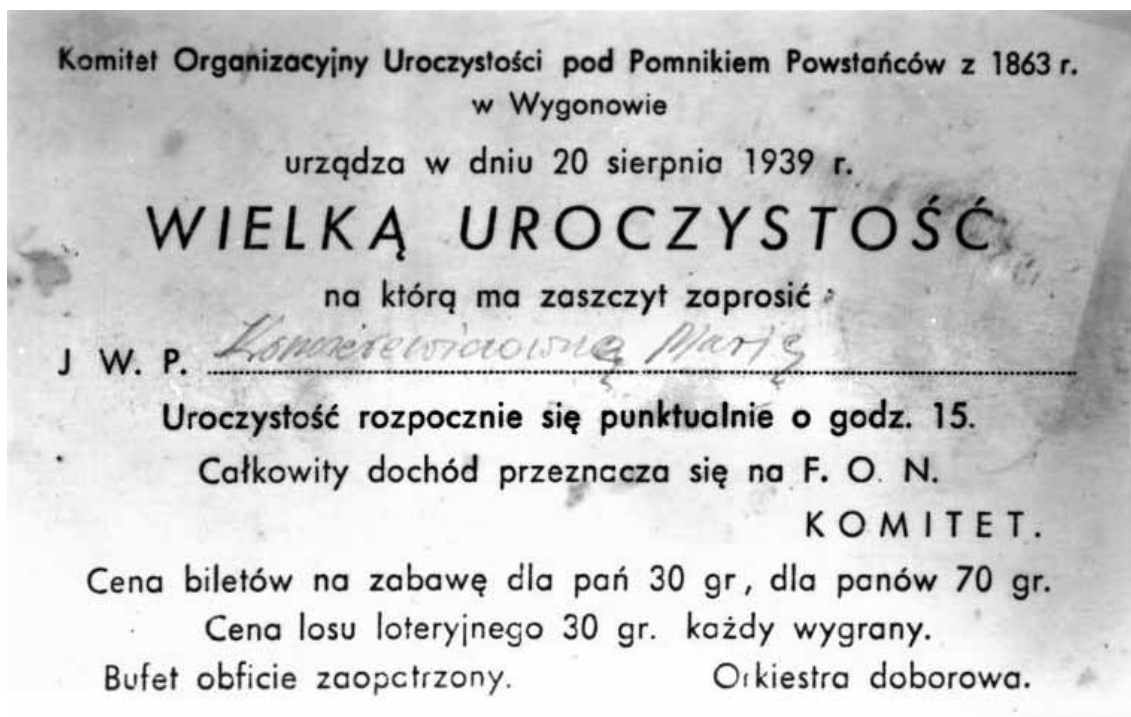 Komitet Organizacyjny Uroczystości pod Pomnikiem Powstańców z 1863 r.
w Wygonowie
urządza w dniu 20 sierpnia 1939 r.
WIELKĄ UROCZYSTOŚĆ
na którą ma zaszczyt zaprosić
J W. P. Marię
Uroczystość rozpocznie się punktualnie o godz. 15.
Całkowity dochód przeznacza się na F. O. N.
KOMITET.
Cena biletów na zabawę dla pań 30 gr, dla panów 70 gr.
Cena losu loteryjnego 30 gr. każdy wygrany.
Bufet obficie zaopatrzony. Orkiestra doborowa.